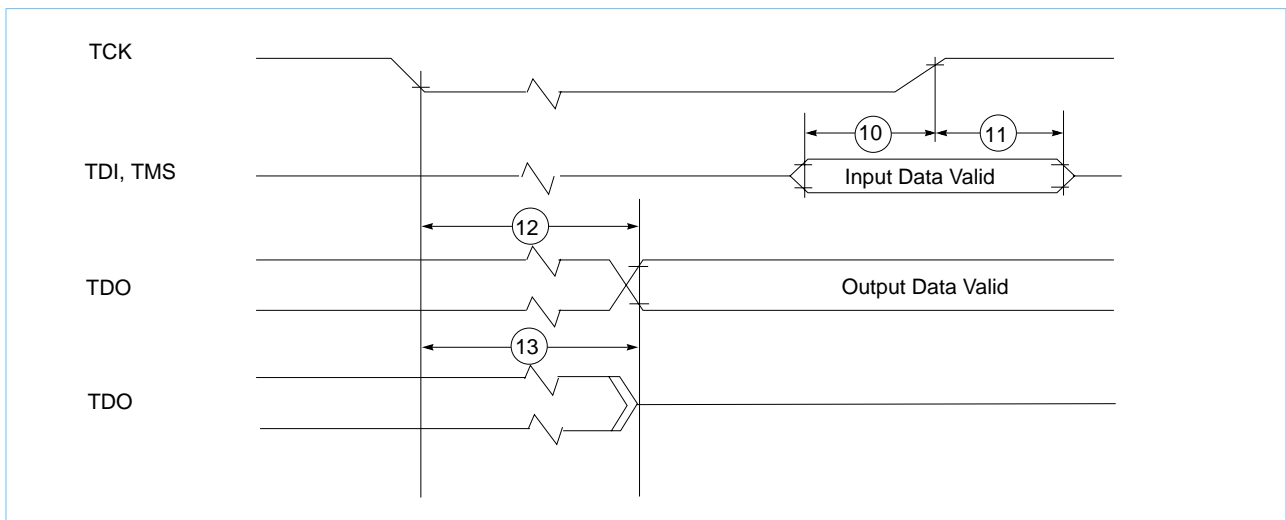 TCK
10
11
TDI, TMS
Input Data Valid
12
TDO
Output Data Valid
13
TDO